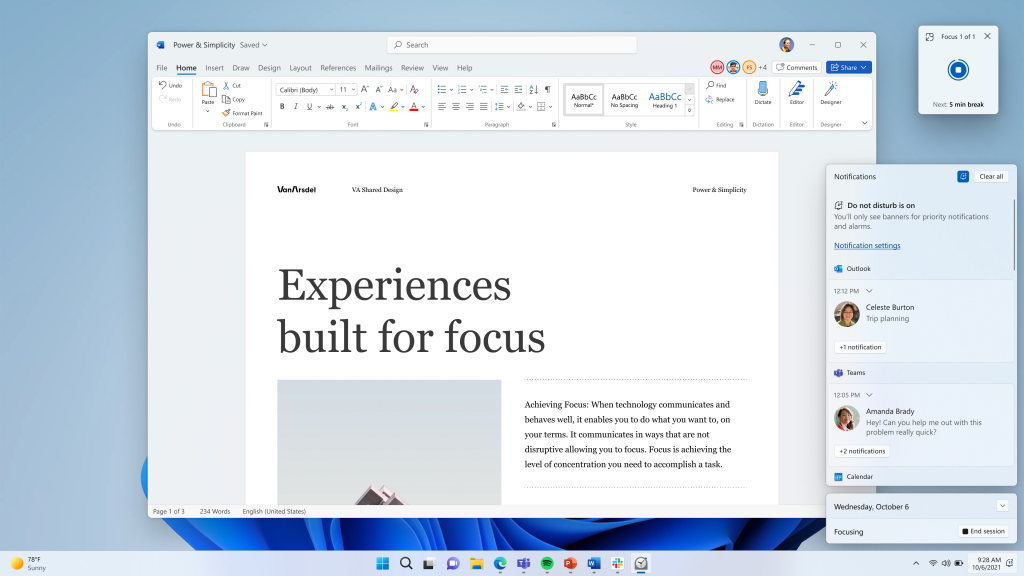 Power & Simplicity Saved
Search
File Home Insert Draw Design Layout References Mailings Review View Help
MM FS +4 Comments Share
Undo
Redo
Undo
Paste
Cut
Copy
Format Paint
Clipboard
Calibri (Body) 11 A A Aa A
B I U ab x x A A
Font
Paragraph
AaBbCc
Normal*
AaBbCc
No Spacing
AaBbCc
Heading 1
Style
Find
Replace
Editing
Dictate
Dictation
Editor
Editor
Designer
Designer
VanArsdel VA Shared Design Power & Simplicity
Experiences
built for focus
Achieving Focus: When technology communicates and
behaves well, it enables you to do what you want to, on
your terms. It communicates in ways that are not
disruptive allowing you to focus. Focus is achieving the
level of concentration you need to accomplish a task.
Page 1 of 3 234 Words English (United States)
Focus 1 of 1
Next: 5 min break
Notifications Clear all
Do not disturb is on
You'll only see banners for priority notifications
and alarms.
Notification settings
Outlook
12:12 PM
Celeste Burton
Trip planning
+1 notification
Teams
12:05 PM
Amanda Brady
Hey! Can you help me out with this
problem really quick?
+2 notifications
Calendar
Wednesday, October 6
Focusing End session
78°F
Sunny
9:28 AM
10/6/2021